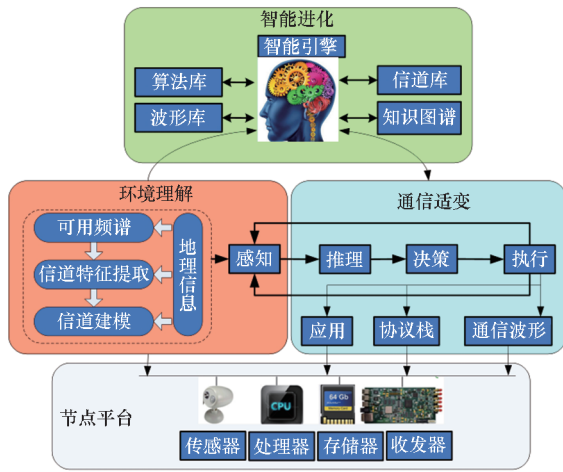 智能进化
智能引擎
算法库
信道库
波形库
知识图谱
环境理解
通信适变
可用频谱
信道特征提取
信道建模
地理信息
感知
推理
决策
执行
应用
协议栈
通信波形
节点平台
CPU
64 Gb
传感器
处理器
存储器
收发器